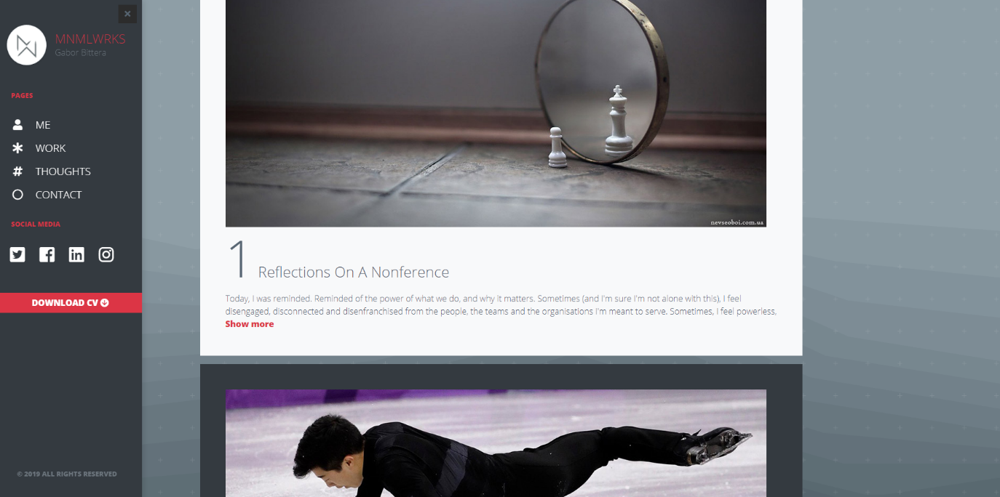 MNMLWRKS
Gabor Bittera
PAGES
ME
WORK
THOUGHTS
CONTACT
SOCIAL MEDIA
DOWNLOAD CV
© 2019 ALL RIGHTS RESERVED
nevseoboi.com.ua
1 Reflections On A Nonference
Today, I was reminded. Reminded of the power of what we do, and why it matters. Sometimes (and I'm sure I'm not alone with this), I feel
disengaged, disconnected and disenfranchised from the people, the teams and the organisations I'm meant to serve. Sometimes, I feel powerless,
Show more